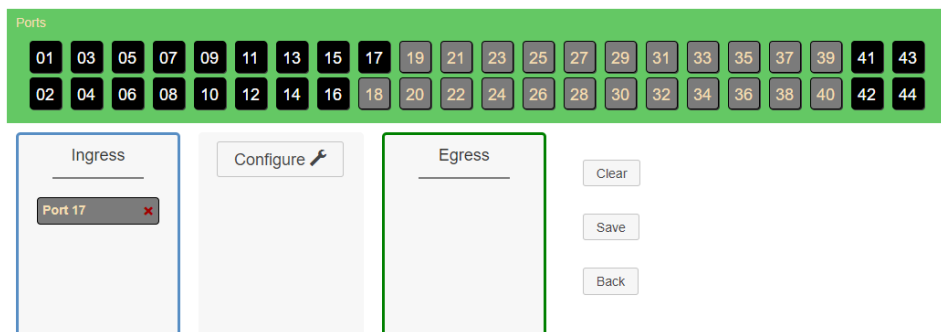 Ports
01 03 05 07 09 11 13 15 17 19 21 23 25 27 29 31 33 35 37 39 41 43
02 04 06 08 10 12 14 16 18 20 22 24 26 28 30 32 34 36 38 40 42 44
Ingress
Port 17
Configure
Egress
Clear
Save
Back